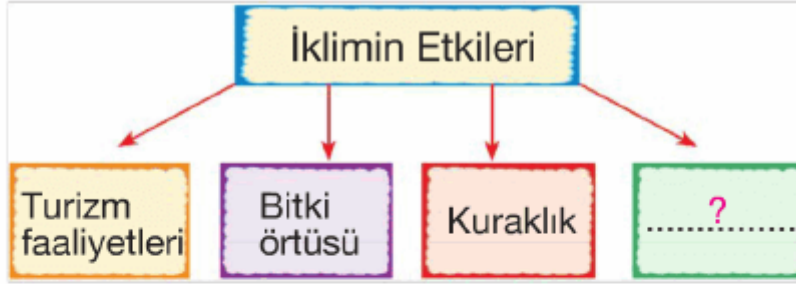 İklimin Etkileri
Turizm
faaliyetleri
Bitki
örtüsü
Kuraklık
?
....................